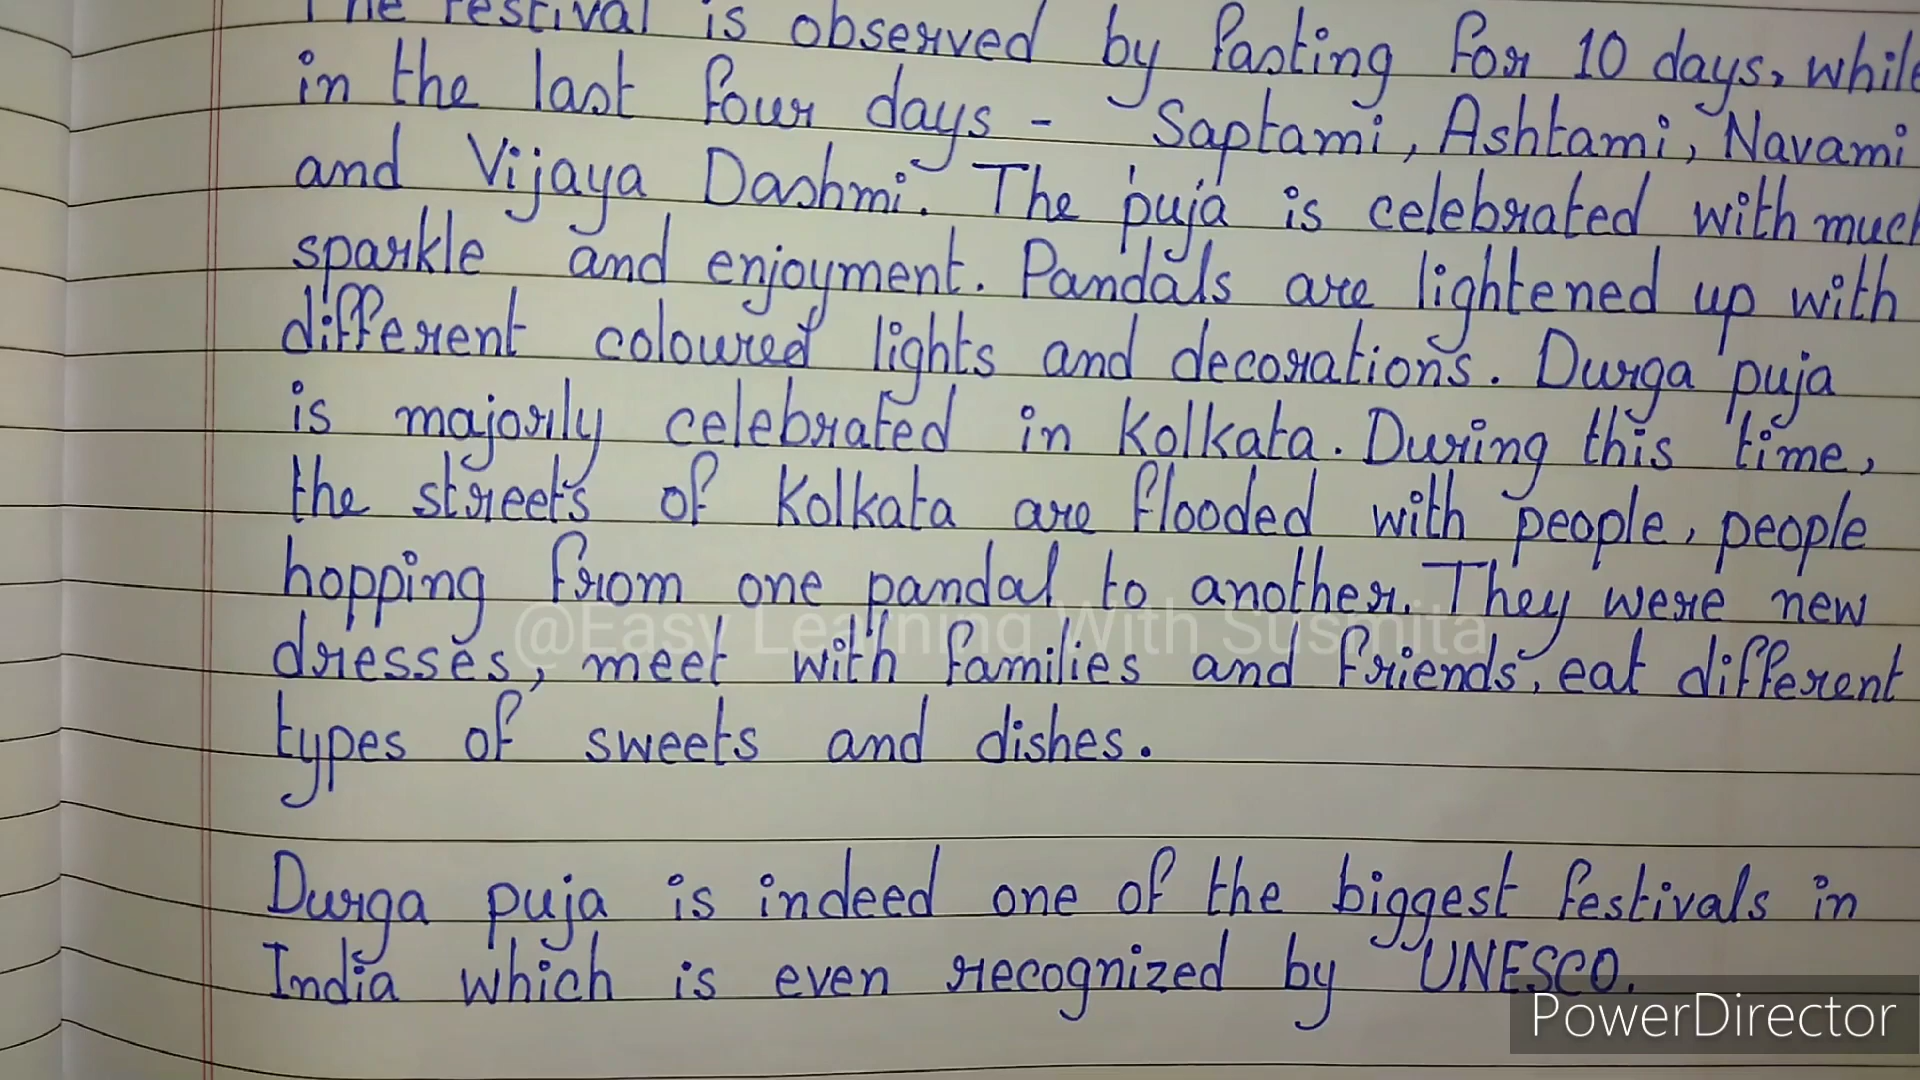 The festival is observed by fasting for 10 days, while
in the last four days - Saptami, Ashtami, Navami
and Vijaya Dashmi. The puja is celebrated with much
sparkle and enjoyment. Pandals are lightened up with
different coloured lights and decorations. Durga puja
is majorily celebrated in Kolkata. During this time,
the streets of Kolkata are flooded with people, people
hopping from one pandal to another. They were new
@Easy Learning With Susmita
dresses, meet with families and friends, eat different
types of sweets and dishes.
Durga puja is indeed one of the biggest festivals in
India which is even recognized by UNESCO.
PowerDirector